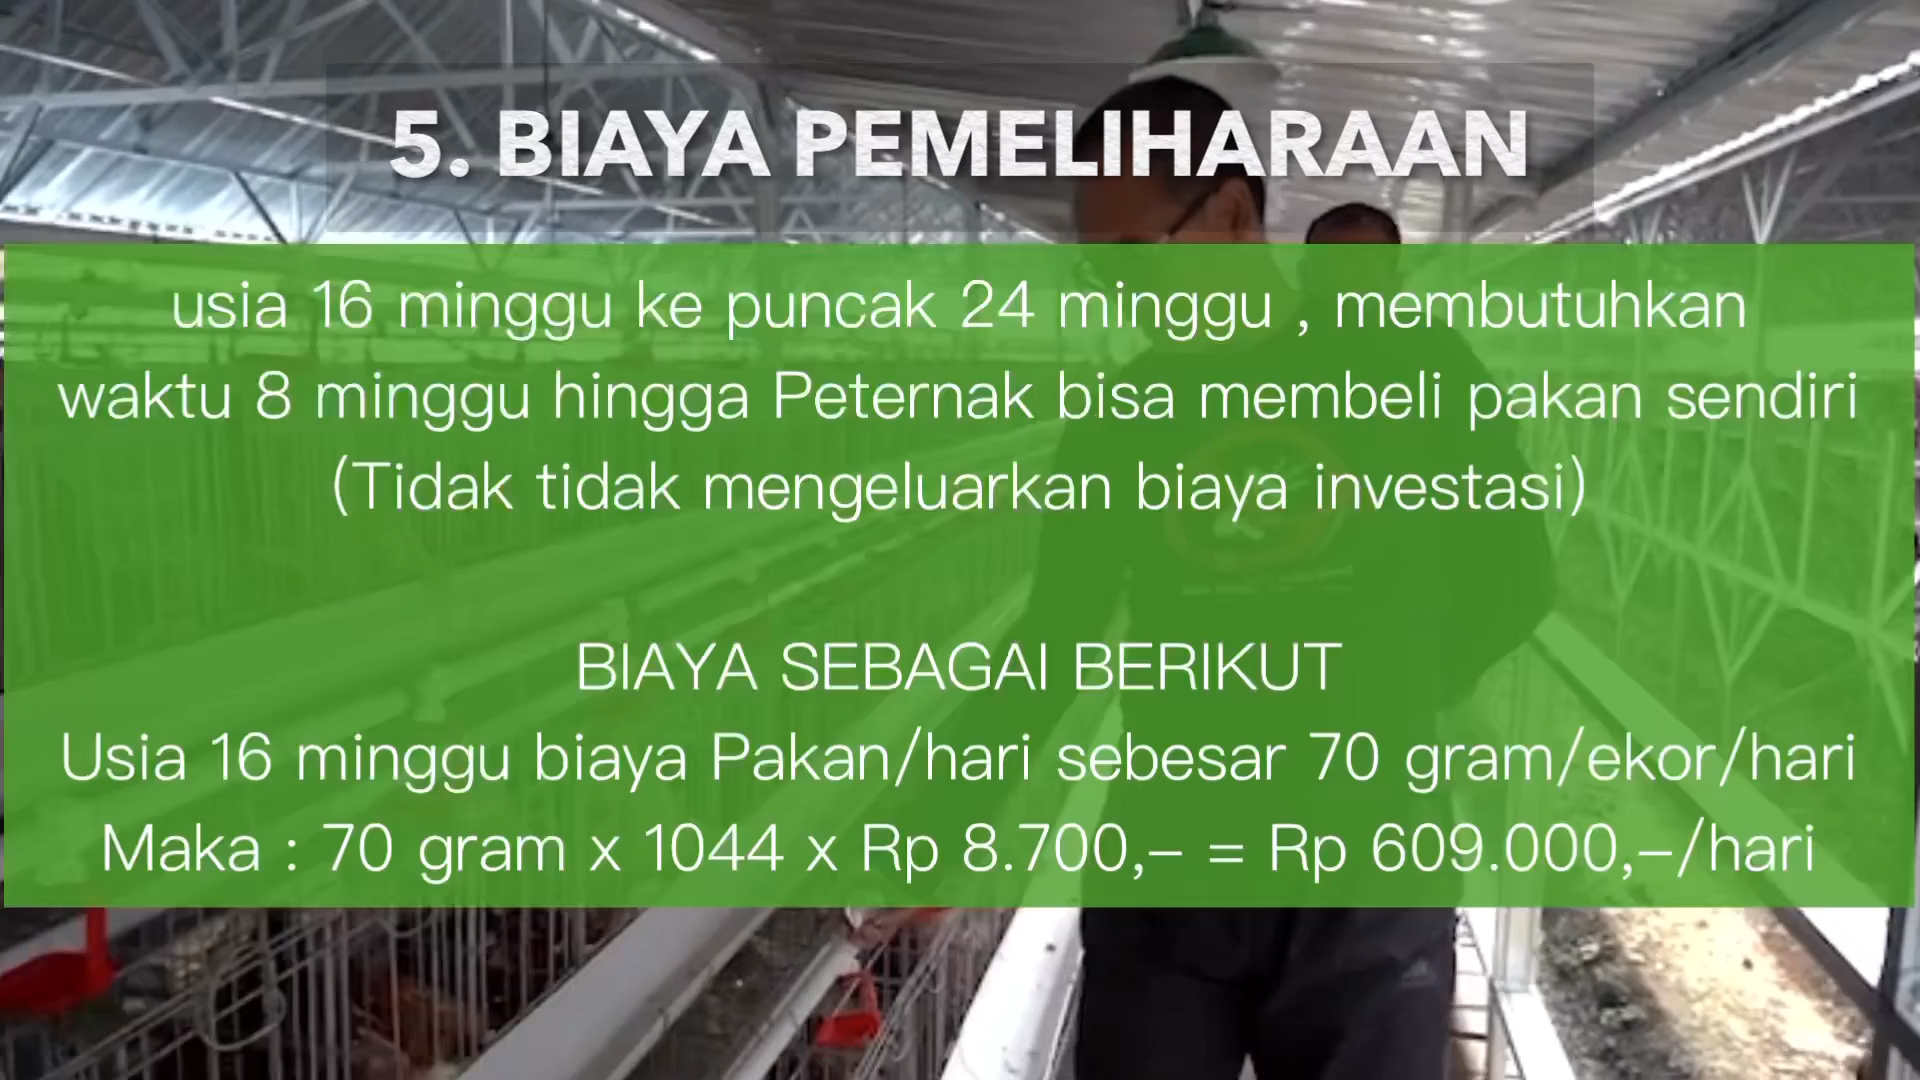 5. BIAYA PEMELIHARAAN
usia 16 minggu ke puncak 24 minggu , membutuhkan
waktu 8 minggu hingga Peternak bisa membeli pakan sendiri
(Tidak tidak mengeluarkan biaya investasi)
BIAYA SEBAGAI BERIKUT
Usia 16 minggu biaya Pakan/hari sebesar 70 gram/ekor/hari
Maka : 70 gram x 1044 x Rp 8.700,– = Rp 609.000,–/hari